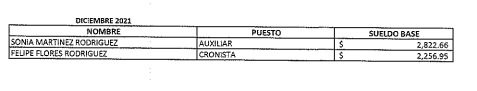 DICIEMBRE 2021
NOMBRE PUESTO SUELDO BASE
SONIA MARTINEZ RODRIGUEZ AUXILIAR $ 2,822.66
FELIPE FLORES RODRIGUEZ CRONISTA $ 2,256.95